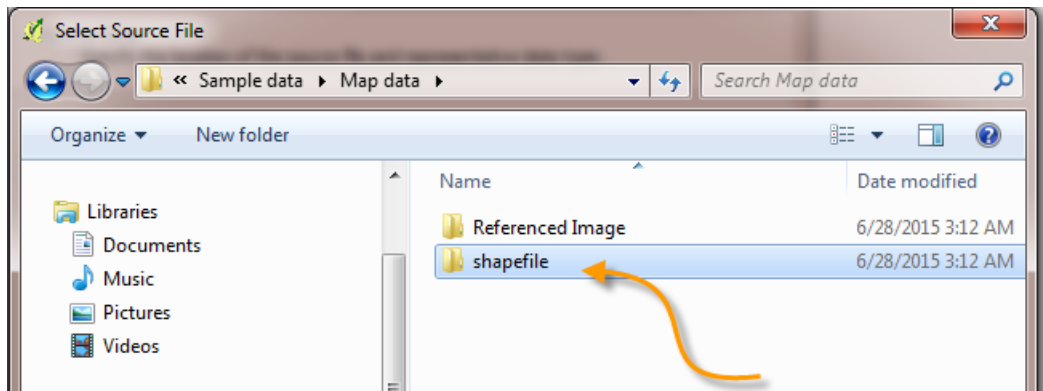 Select Source File
« Sample data Map data
Search Map data
Organize New folder
Name Date modified
Libraries
Documents
Music
Pictures
Videos
Referenced Image 6/28/2015 3:12 AM
shapefile 6/28/2015 3:12 AM